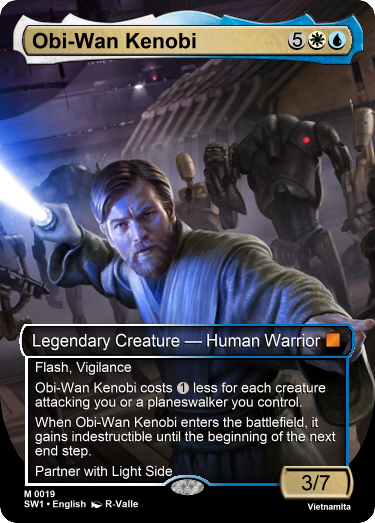 Obi-Wan Kenobi 5
Legendary Creature — Human Warrior
Flash, Vigilance
Obi-Wan Kenobi costs 1 less for each creature
attacking you or a planeswalker you control.
When Obi-Wan Kenobi enters the battlefield, it
gains indestructible until the beginning of the next
end step.
Partner with Light Side
3/7
M 0019
SW1 • English R-Valle
Vietnamita